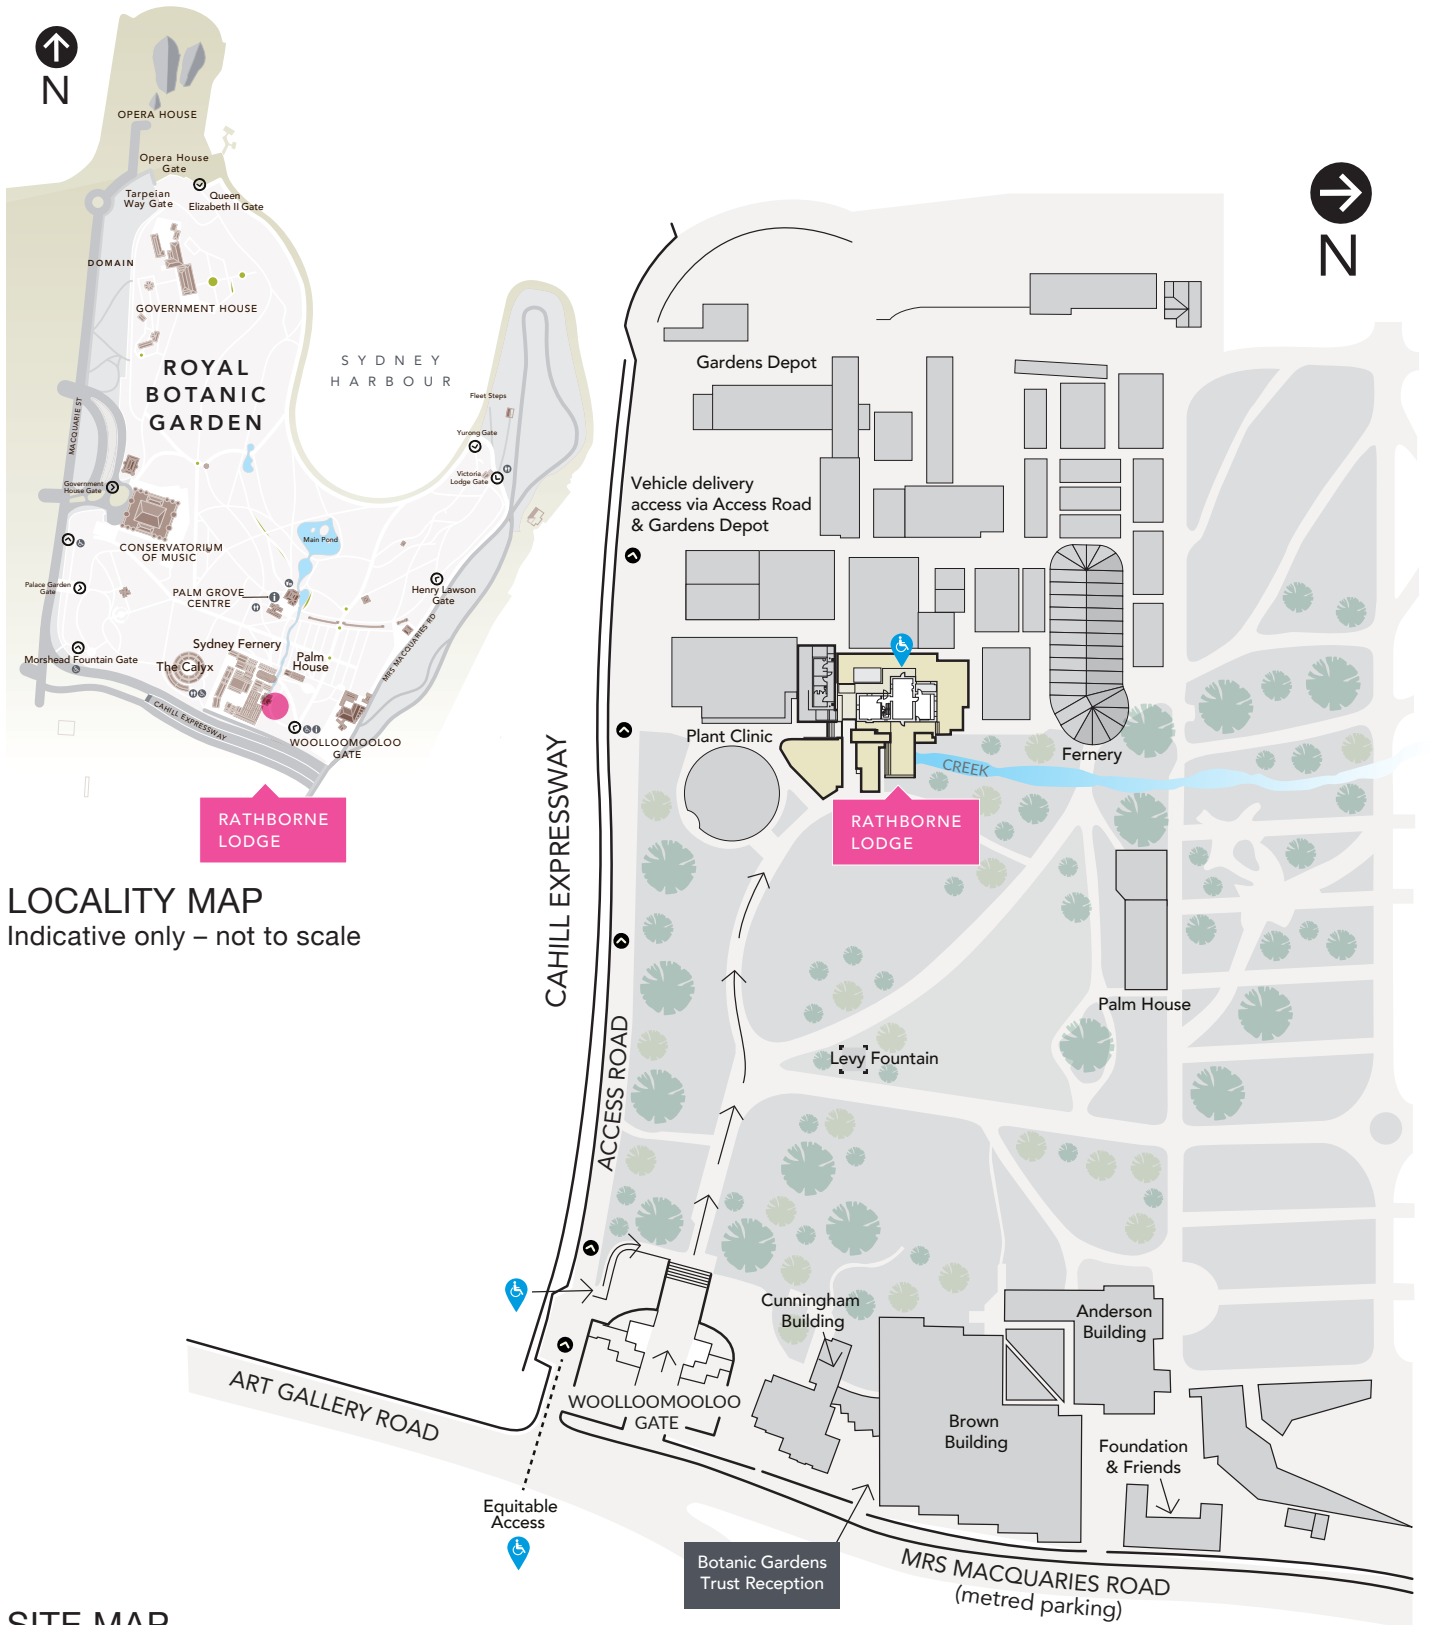 N
OPERA HOUSE
Opera House
Gate
Tarpeian
Way Gate
Queen
Elizabeth II Gate
DOMAIN
GOVERNMENT HOUSE
ROYAL
BOTANIC
GARDEN
SYDNEY
HARBOUR
MACQUARIE ST
Fleet Steps
Yurong Gate
Victoria
Lodge Gate
Government
House Gate
CONSERVATORIUM
OF MUSIC
Main Pond
Palace Garden
Gate
PALM GROVE
CENTRE
Henry Lawson
Gate
MRS MACQUARIES RD
Sydney Fernery
Morshead Fountain Gate
The Calyx
Palm
House
CAHILL EXPRESSWAY
WOOLLOOMOOLOO
GATE
RATHBORNE
LODGE
LOCALITY MAP
Indicative only – not to scale
N
Gardens Depot
Vehicle delivery
access via Access Road
& Gardens Depot
Plant Clinic
Fernery
CREEK
RATHBORNE
LODGE
CAHILL EXPRESSWAY
ACCESS ROAD
Palm House
Levy Fountain
Cunningham
Building
Anderson
Building
ART GALLERY ROAD
WOOLLOOMOOLOO
GATE
Brown
Building
Foundation
& Friends
Equitable
Access
Botanic Gardens
Trust Reception
MRS MACQUARIES ROAD
(metred parking)
SITE MAP